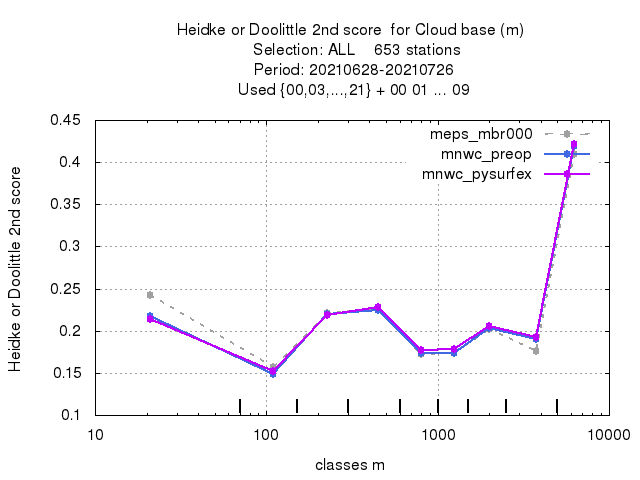 Heidke or Doolittle 2nd score  for Cloud base (m)
Selection: ALL    653 stations
Period: 20210628-20210726
Used {00,03,...,21} + 00 01 ... 09
Heidke or Doolittle 2nd score
0.45
0.4
0.35
0.3
0.25
0.2
0.15
0.1
meps_mbr000
mnwc_preop
mnwc_pysurfex
10
100
1000
10000
classes m